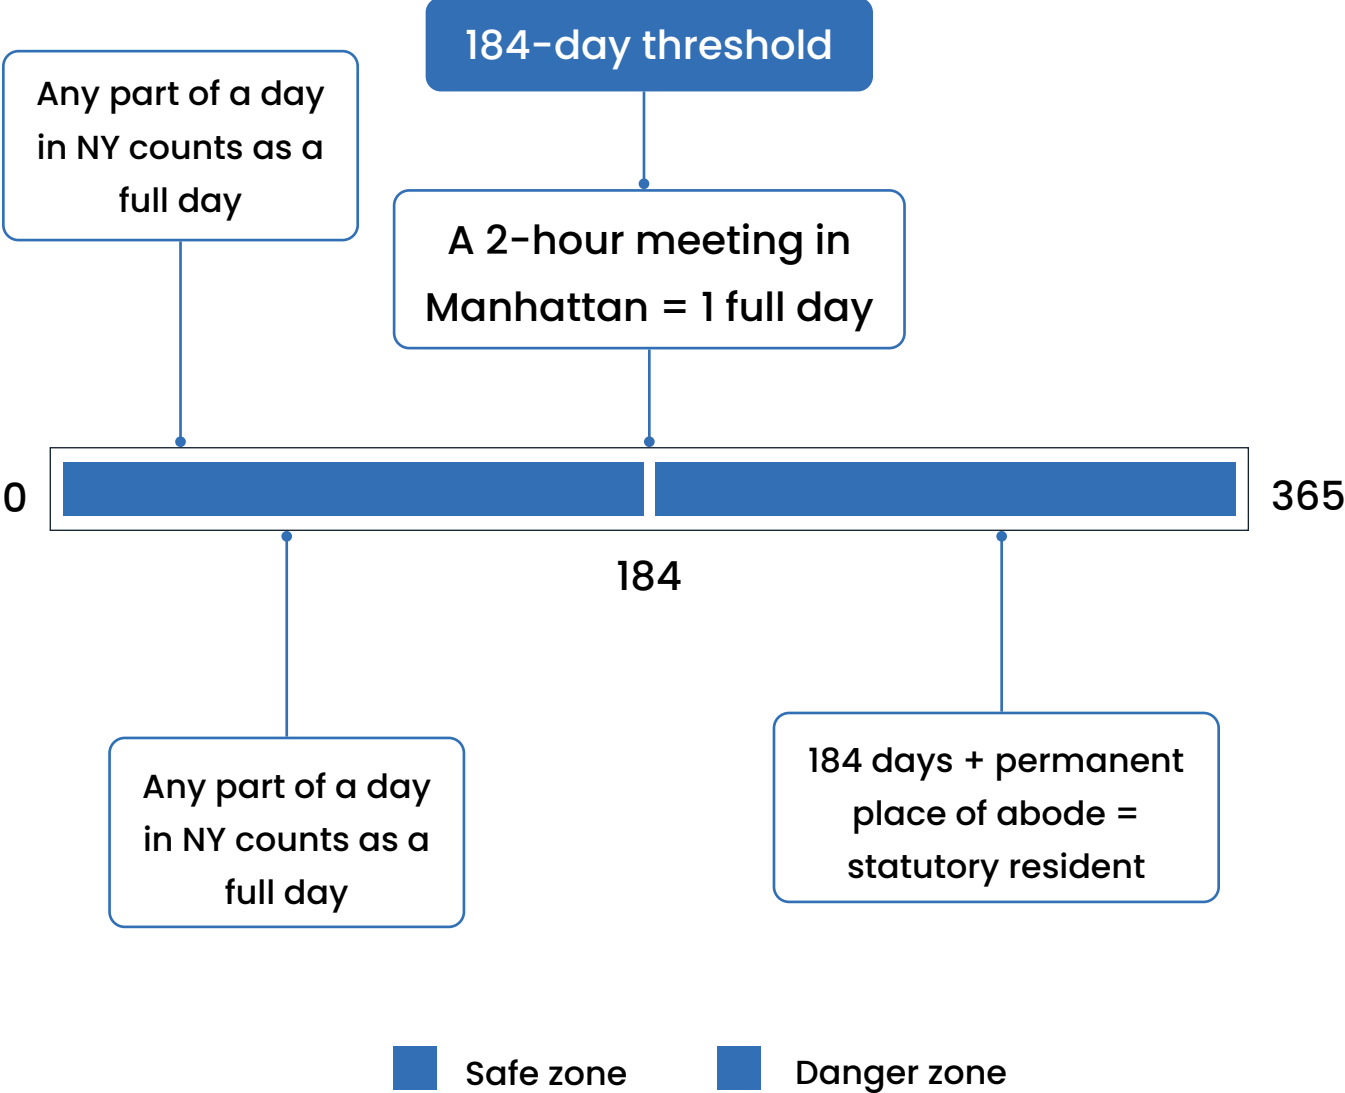 184-day threshold
Any part of a day
in NY counts as a
full day
A 2-hour meeting in
Manhattan = 1 full day
0
365
184
Any part of a day
in NY counts as a
full day
184 days + permanent
place of abode =
statutory resident
Safe zone
Danger zone